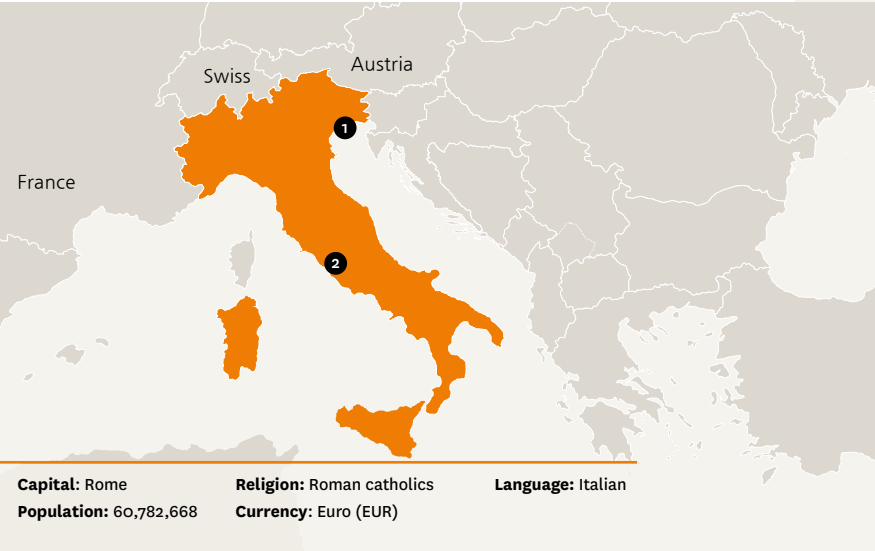 Austria
Swiss
1
France
2
Capital: Rome
Religion: Roman catholics
Language: Italian
Population: 60,782,668
Currency: Euro (EUR)